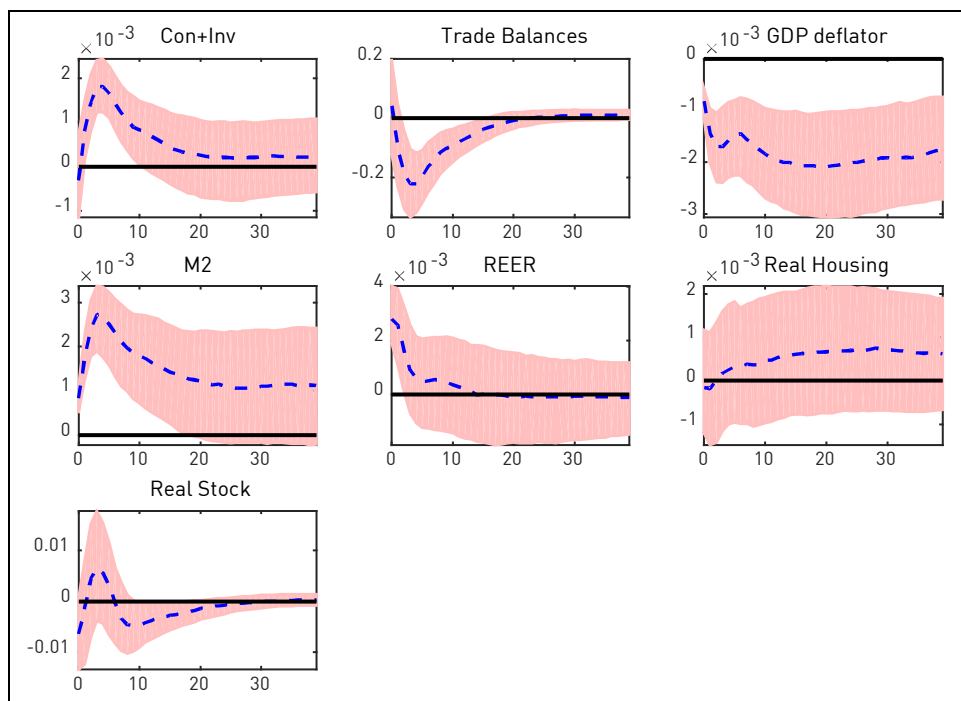 Con+Inv
× 10 -3
2
1
0
-1
0 10 20 30
Trade Balances
0.2
0
-0.2
0 10 20 30
GDP deflator
× 10 -3
0
-1
-2
-3
0 10 20 30
M2
× 10 -3
3
2
1
0
0 10 20 30
REER
× 10 -3
4
2
0
0 10 20 30
Real Housing
× 10 -3
2
1
0
-1
0 10 20 30
Real Stock
0.01
0
-0.01
0 10 20 30